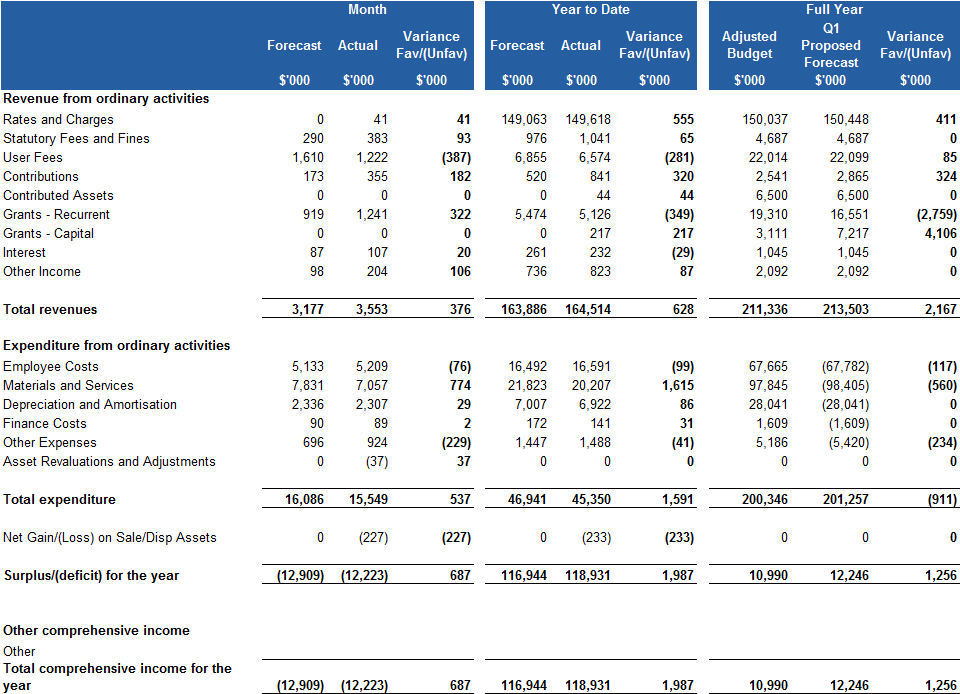 Month Year to Date Full Year
Forecast Actual Variance Fav/(Unfav) Forecast Actual Variance Fav/(Unfav) Adjusted Budget Q1 Proposed Forecast Variance Fav/(Unfav)
$'000 $'000 $'000 $'000 $'000 $'000 $'000 $'000 $'000
Revenue from ordinary activities
Rates and Charges 0 41 41 149,063 149,618 555 150,037 150,448 411
Statutory Fees and Fines 290 383 93 976 1,041 65 4,687 4,687 0
User Fees 1,610 1,222 (387) 6,855 6,574 (281) 22,014 22,099 85
Contributions 173 355 182 520 841 320 2,541 2,865 324
Contributed Assets 0 0 0 0 44 44 6,500 6,500 0
Grants - Recurrent 919 1,241 322 5,474 5,126 (349) 19,310 16,551 (2,759)
Grants - Capital 0 0 0 0 217 217 3,111 7,217 4,106
Interest 87 107 20 261 232 (29) 1,045 1,045 0
Other Income 98 204 106 736 823 87 2,092 2,092 0
Total revenues 3,177 3,553 376 163,886 164,514 628 211,336 213,503 2,167
Expenditure from ordinary activities
Employee Costs 5,133 5,209 (76) 16,492 16,591 (99) 67,665 (67,782) (117)
Materials and Services 7,831 7,057 774 21,823 20,207 1,615 97,845 (98,405) (560)
Depreciation and Amortisation 2,336 2,307 29 7,007 6,922 86 28,041 (28,041) 0
Finance Costs 90 89 2 172 141 31 1,609 (1,609) 0
Other Expenses 696 924 (229) 1,447 1,488 (41) 5,186 (5,420) (234)
Asset Revaluations and Adjustments 0 (37) 37 0 0 0 0 0 0
Total expenditure 16,086 15,549 537 46,941 45,350 1,591 200,346 201,257 (911)
Net Gain/(Loss) on Sale/Disp Assets 0 (227) (227) 0 (233) (233) 0 0 0
Surplus/(deficit) for the year (12,909) (12,223) 687 116,944 118,931 1,987 10,990 12,246 1,256
Other comprehensive income
Other
Total comprehensive income for the
year (12,909) (12,223) 687 116,944 118,931 1,987 10,990 12,246 1,256